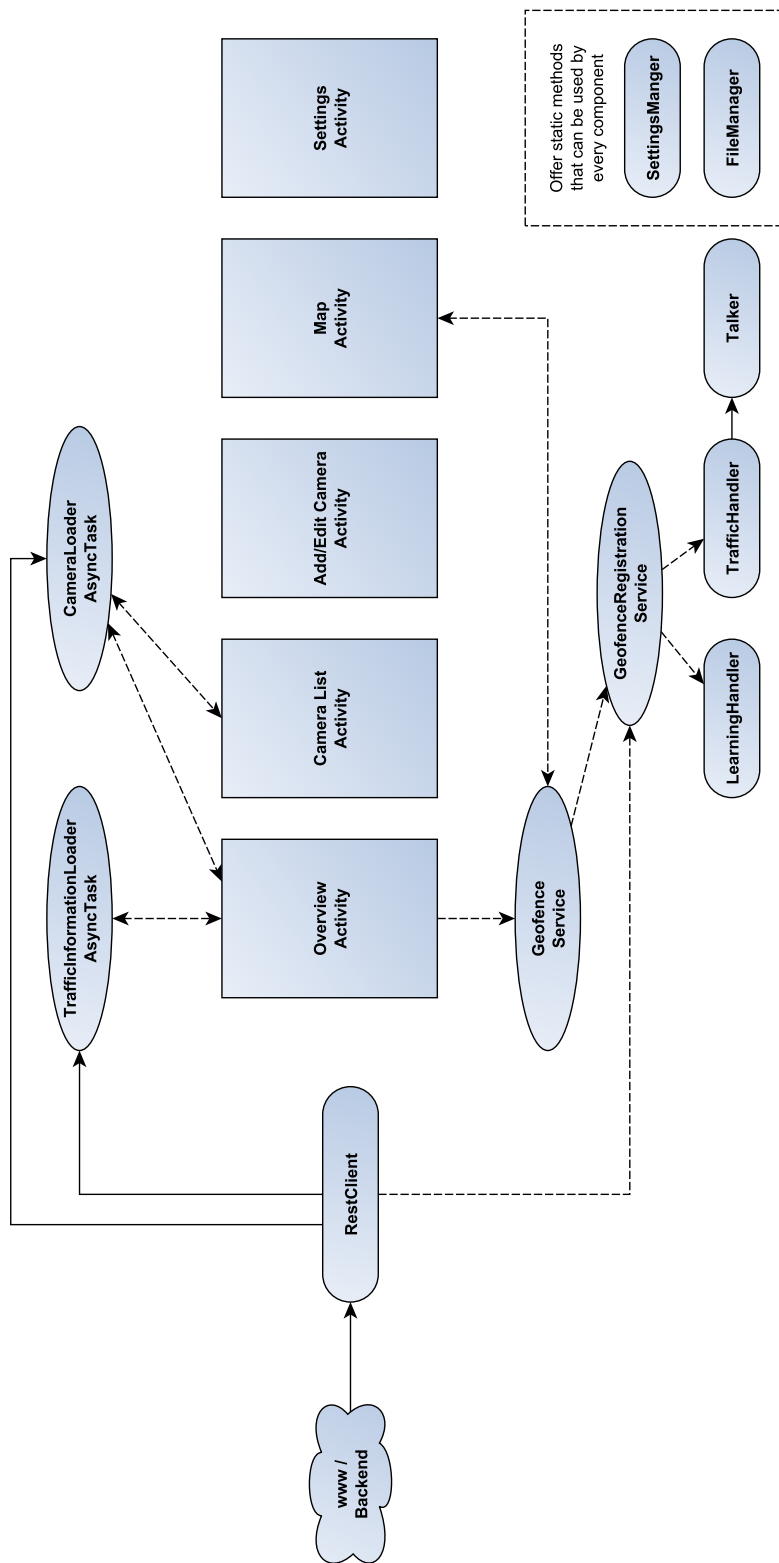 CameraLoader
AsyncTask
TrafficInformationLoader
AsyncTask
Settings
Activity
Map
Activity
Add/Edit Camera
Activity
Camera List
Activity
Overview
Activity
www /
Backend
RestClient
Geofence
Service
GeofenceRegistration
Service
LearningHandler
TrafficHandler
Talker
Offer static methods
that can be used by
every component
SettingsManger
FileManager